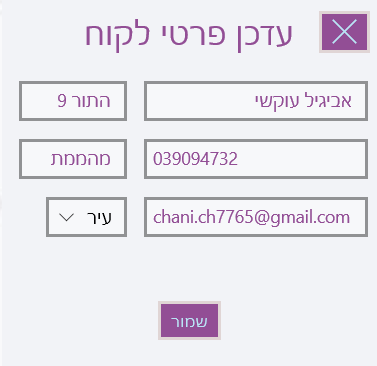 עדכן פרטי לקוח
אביגיל עוקשי
התור 9
039094732
מהממת
chani.ch7765@gmail.com
עיר
שמור